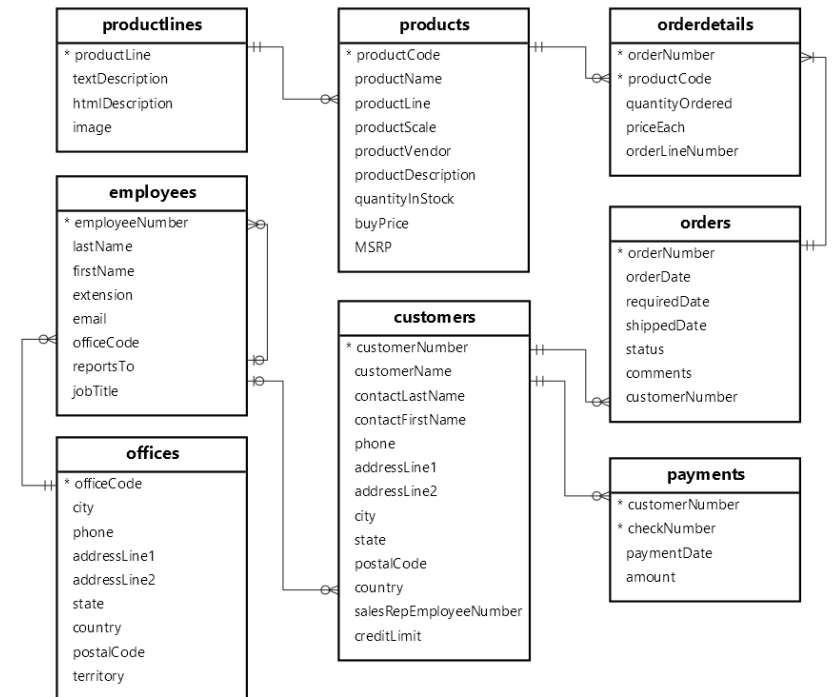 productlines
* productLine
textDescription
htmlDescription
image
products
* productCode
productName
productLine
productScale
productVendor
productDescription
quantityInStock
buyPrice
MSRP
orderdetails
* orderNumber
* productCode
quantityOrdered
priceEach
orderLineNumber
employees
* employeeNumber
lastName
firstName
extension
email
officeCode
reportsTo
jobTitle
orders
* orderNumber
orderDate
requiredDate
shippedDate
status
comments
customerNumber
customers
* customerNumber
customerName
contactLastName
contactFirstName
phone
addressLine1
addressLine2
city
state
postalCode
country
salesRepEmployeeNumber
creditLimit
offices
* officeCode
city
phone
addressLine1
addressLine2
state
country
postalCode
territory
payments
* customerNumber
* checkNumber
paymentDate
amount